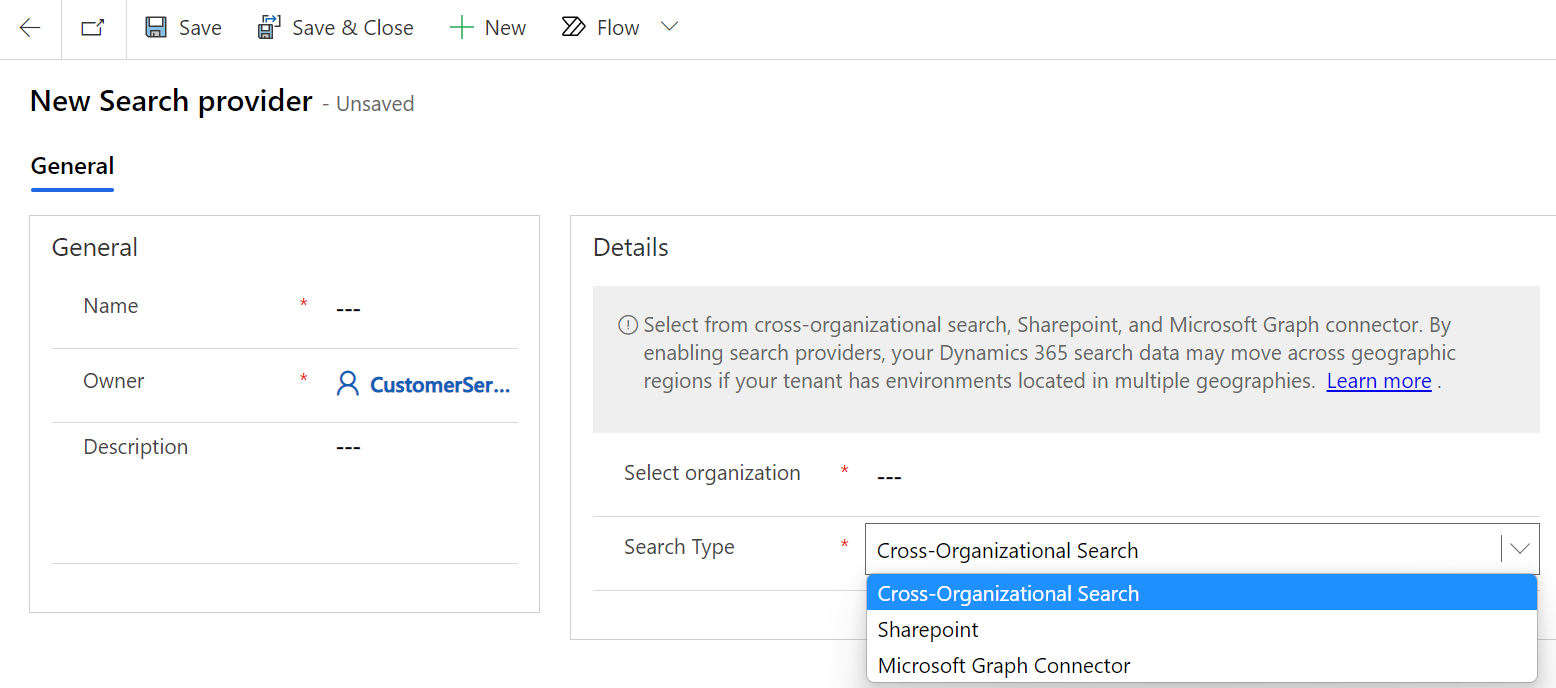 Save
Save & Close
New
Flow
New Search provider - Unsaved
General
General
Name * ---
Owner * CustomerSer...
Description ---
Details
Select from cross-organizational search, Sharepoint, and Microsoft Graph connector. By
enabling search providers, your Dynamics 365 search data may move across geographic
regions if your tenant has environments located in multiple geographies. Learn more .
Select organization * ---
Search Type * Cross-Organizational Search
Cross-Organizational Search
Sharepoint
Microsoft Graph Connector